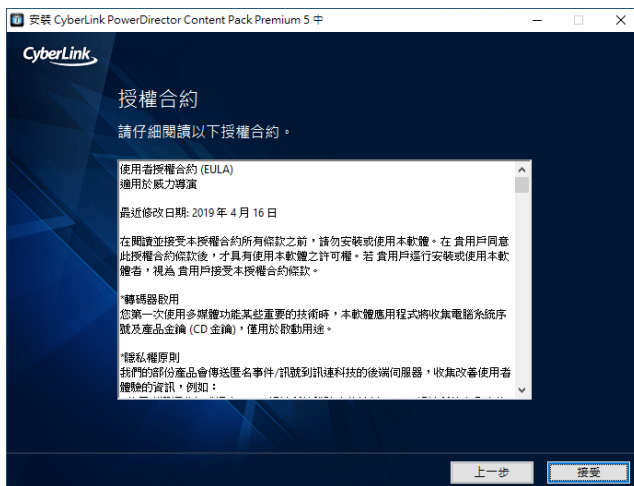 安裝 CyberLink PowerDirector Content Pack Premium 5 中
CyberLink
授權合約
請仔細閱讀以下授權合約。
使用者授權合約 (EULA)
適用於威力導演
最近修改日期: 2019 年 4 月 16 日
在閱讀並接受本授權合約所有條款之前，請勿安裝或使用本軟體。在 貴用戶同意
此授權合約條款後，才具有使用本軟體之許可權。若 貴用戶逕行安裝或使用本軟
體者，視為 貴用戶接受本授權合約條款。
*轉碼器啟用
您第一次使用多媒體功能某些重要的技術時，本軟體應用程式將收集電腦系統序
號及產品金鑰 (CD 金鑰)，僅用於啟動用途。
*隱私權原則
我們的部份產品會傳送匿名事件/訊號到訊連科技的後端伺服器，收集改善使用者
體驗的資訊，例如：
上一步
接受